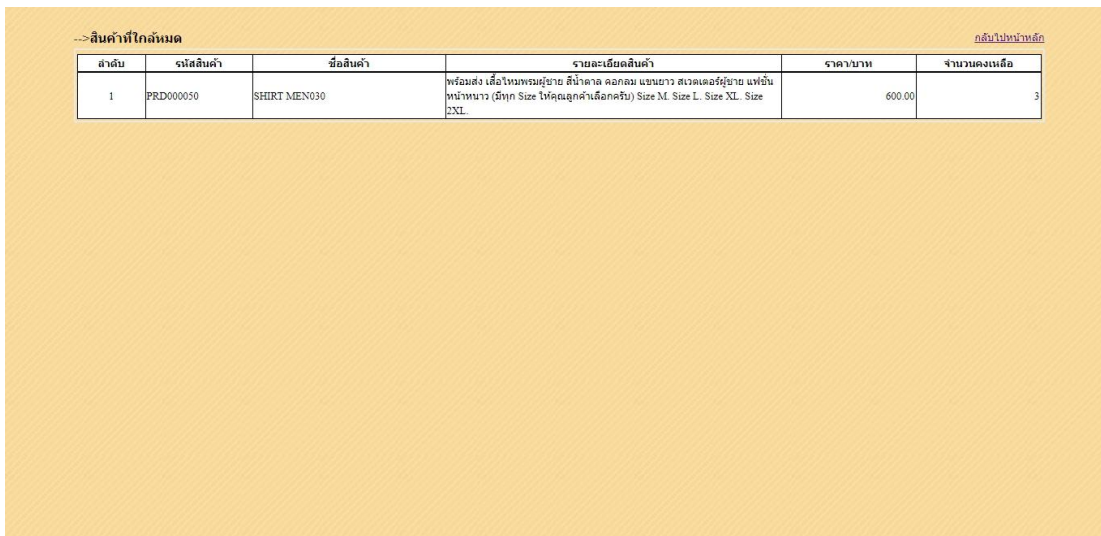 -->สินค้าที่ใกล้หมด กลับไปหน้าหลัก
ลำดับ รหัสสินค้า ชื่อสินค้า รายละเอียดสินค้า ราคา/บาท จำนวนคงเหลือ
1 PRD000050 SHIRT MEN030 พร้อมส่ง เสื้อไหมพรมผู้ชาย สีน้ำตาล คอกลม แขนยาว สเวตเตอร์ผู้ชาย แฟชั่น 600.00 3
หน้าหนาว (มีทุก Size ให้คุณลูกค้าเลือกครับ) Size M. Size L. Size XL. Size
2XL.